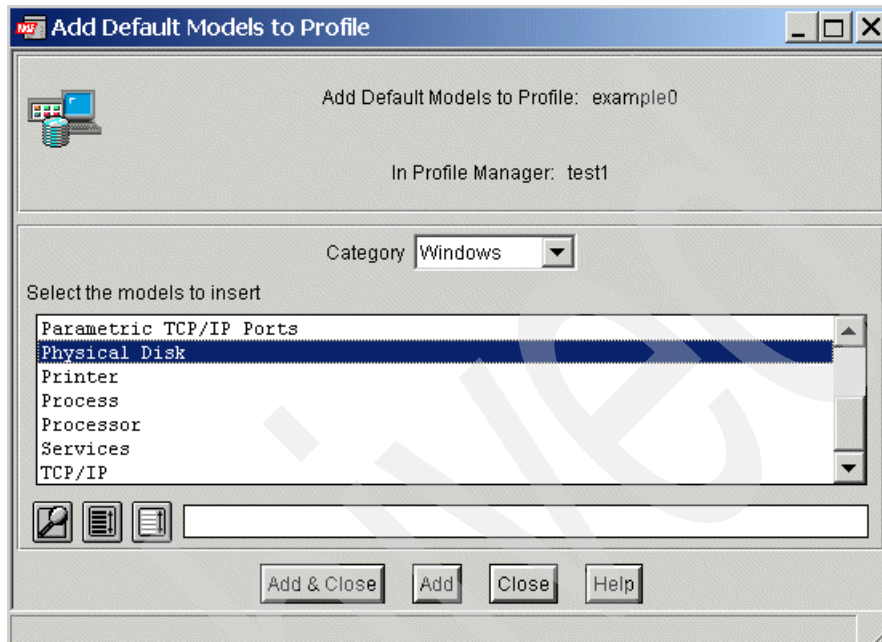 Add Default Models to Profile
Add Default Models to Profile: example0
In Profile Manager: test1
Category Windows
Select the models to insert
Parametric TCP/IP Ports
Physical Disk
Printer
Process
Processor
Services
TCP/IP
Add & Close Add Close Help